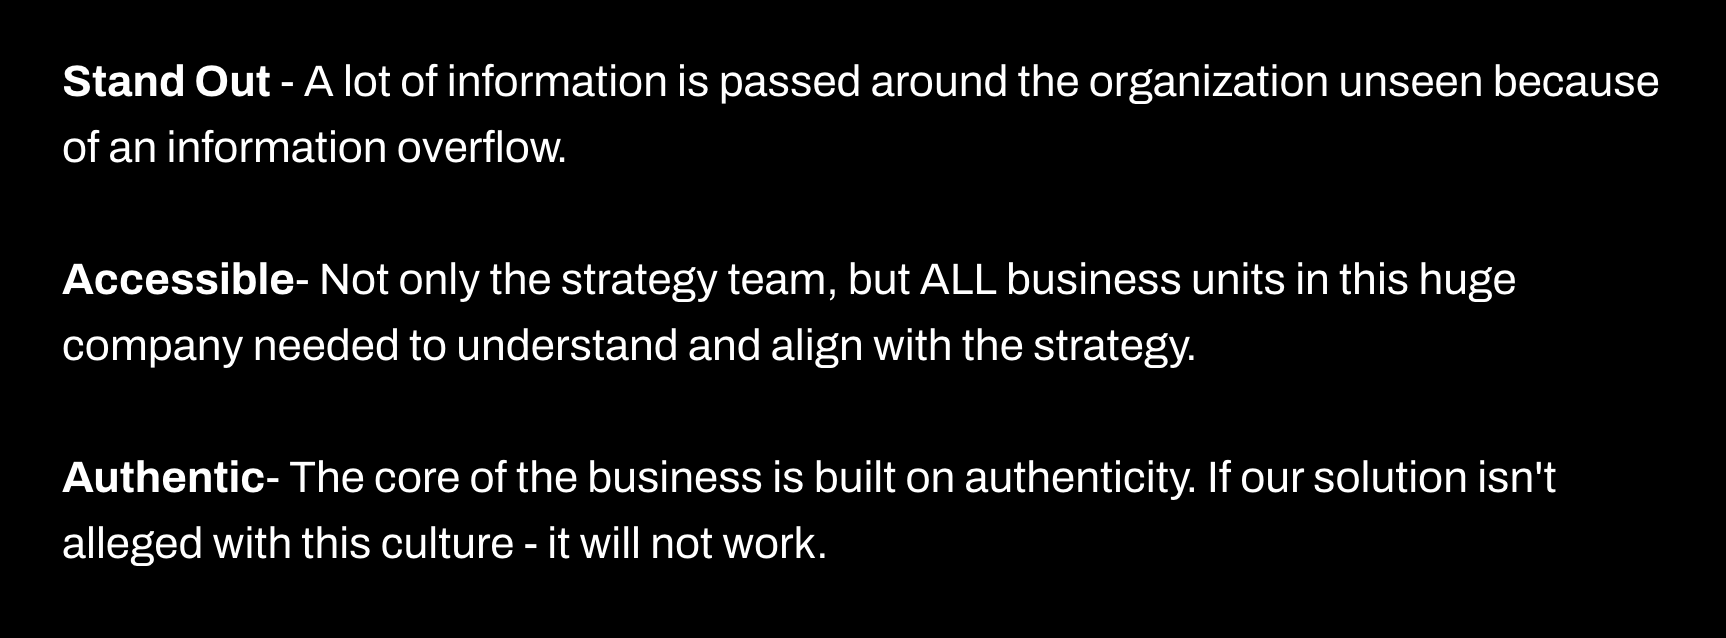 Stand Out - A lot of information is passed around the organization unseen because
of an information overflow.
Accessible- Not only the strategy team, but ALL business units in this huge
company needed to understand and align with the strategy.
Authentic- The core of the business is built on authenticity. If our solution isn't
alleged with this culture - it will not work.